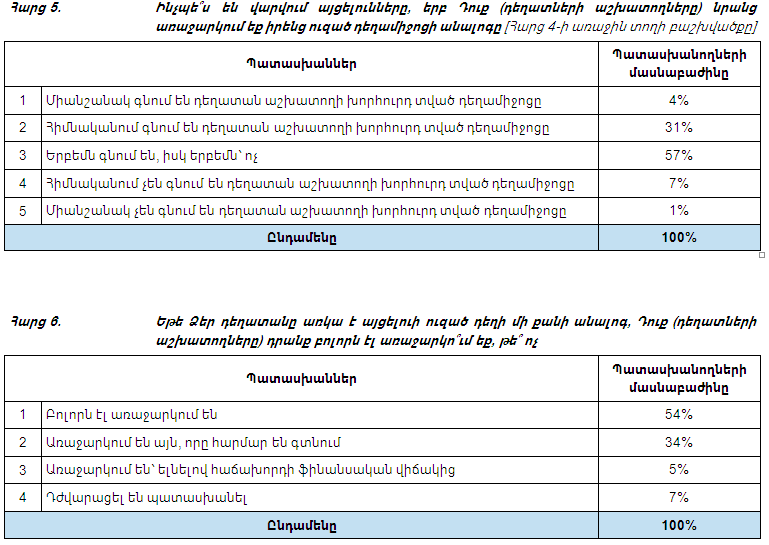 Հարց 5. Ինչպե՞ս են վարվում այցելունները, երբ Դուք (դեղատների աշխատողները) նրանց
առաջարկում եք իրենց ուզած դեղամիջոցի անալոգը [Հարց 4-ի առաջին տողի բաշխվածքը]
Պատասխաններ Պատասխանողների մասնաբաժինը
1 Միանշանակ գնում են դեղատան աշխատողի խորհուրդ տված դեղամիջոցը 4%
2 Հիմնականում գնում են դեղատան աշխատողի խորհուրդ տված դեղամիջոցը 31%
3 Երբեմն գնում են, իսկ երբեմն՝ ոչ 57%
4 Հիմնականում չեն գնում են դեղատան աշխատողի խորհուրդ տված դեղամիջոցը 7%
5 Միանշանակ չեն գնում են դեղատան աշխատողի խորհուրդ տված դեղամիջոցը 1%
Ընդամենը 100%
Հարց 6. Եթե Ձեր դեղատանը առկա է այցելուի ուզած դեղի մի քանի անալոգ, Դուք (դեղատների
աշխատողները) դրանք բոլորն էլ առաջարկո՞ւմ եք, թե՞ ոչ
Պատասխաններ Պատասխանողների մասնաբաժինը
1 Բոլորն էլ առաջարկում են 54%
2 Առաջարկում են այն, որը հարմար են գտնում 34%
3 Առաջարկում են՝ ելնելով հաճախորդի ֆինանսական վիճակից 5%
4 Դժվարացել են պատասխանել 7%
Ընդամենը 100%